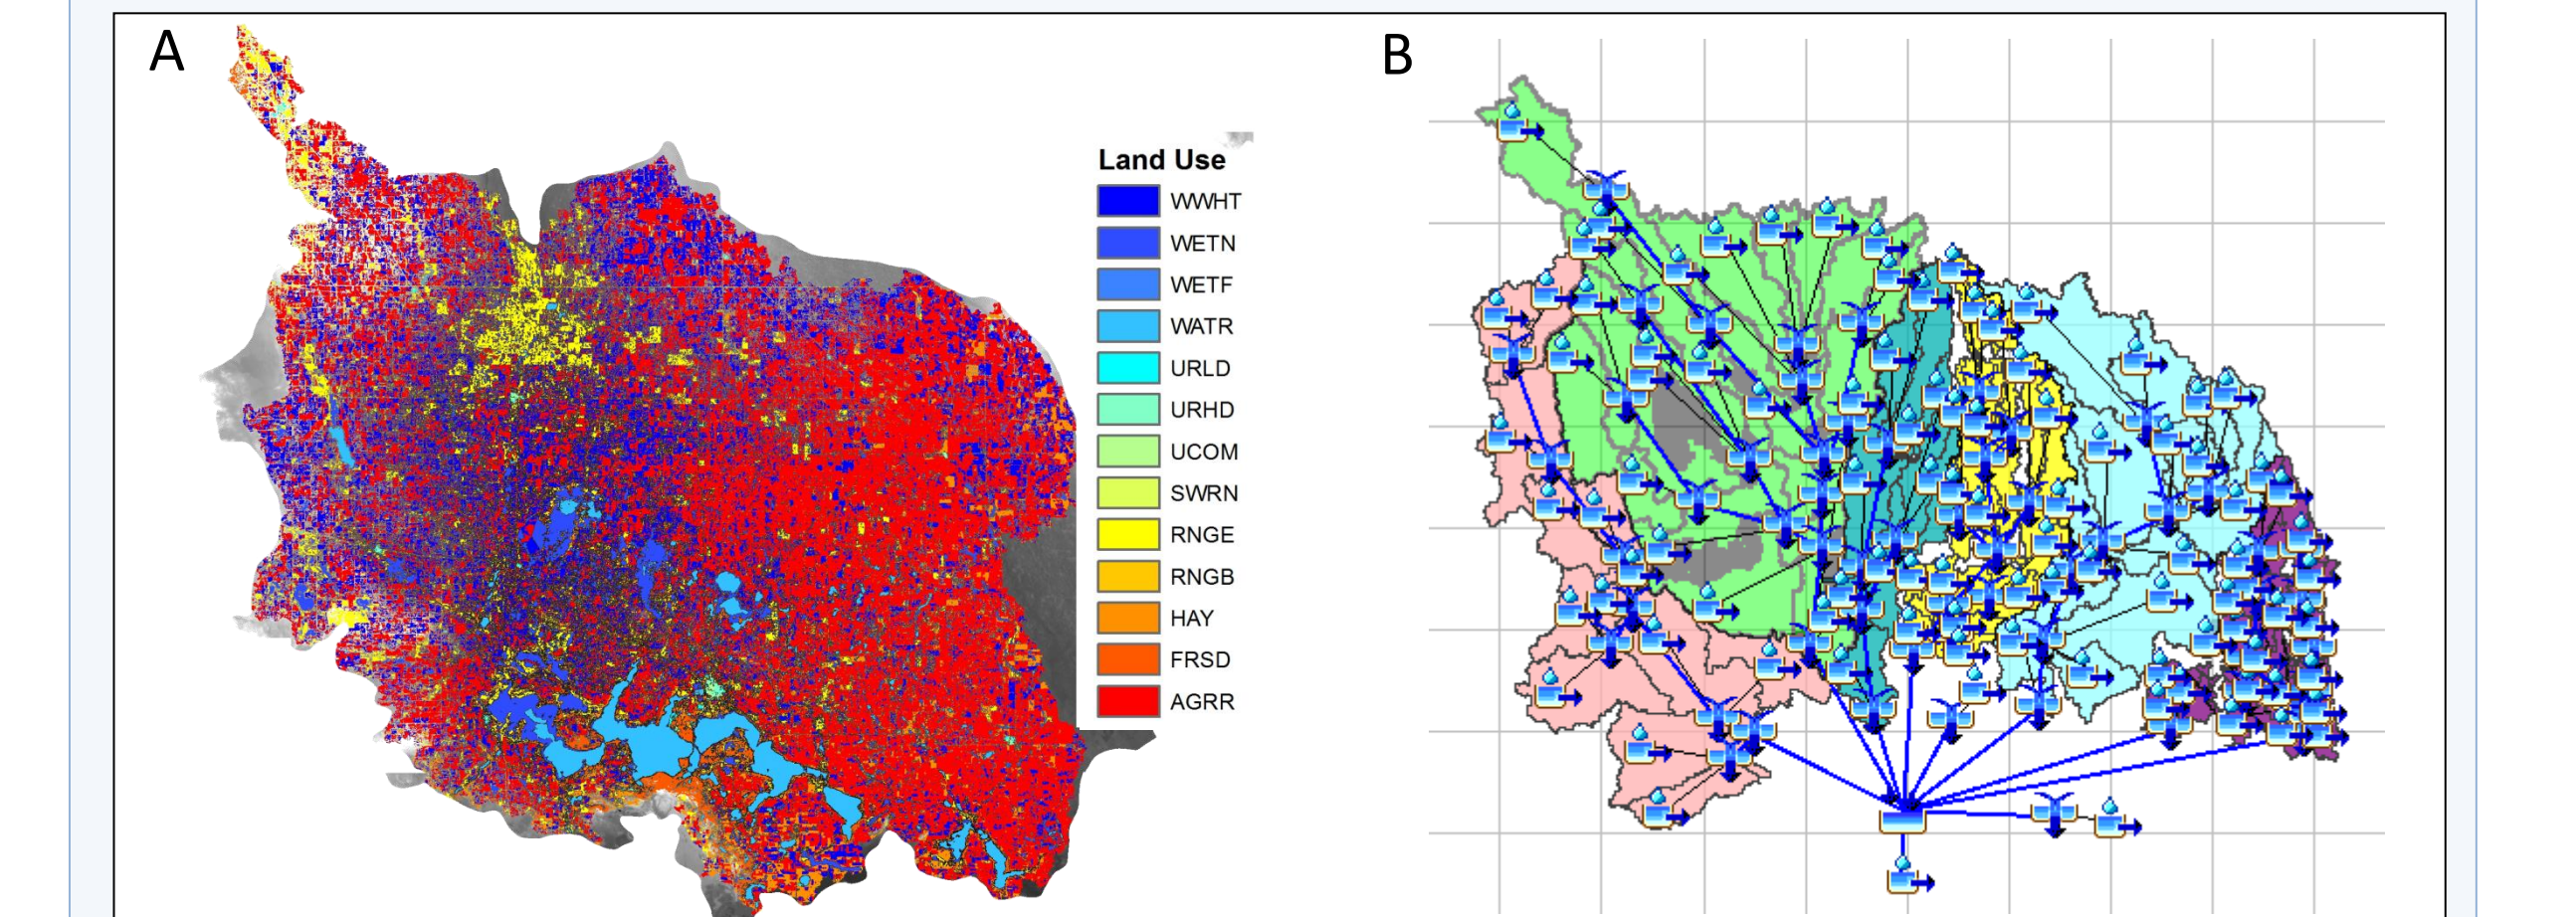 A
B
Land Use
WWHT
WETN
WETF
WATR
URLD
URHD
UCOM
SWRN
RNGE
RNGB
HAY
FRSD
AGRR